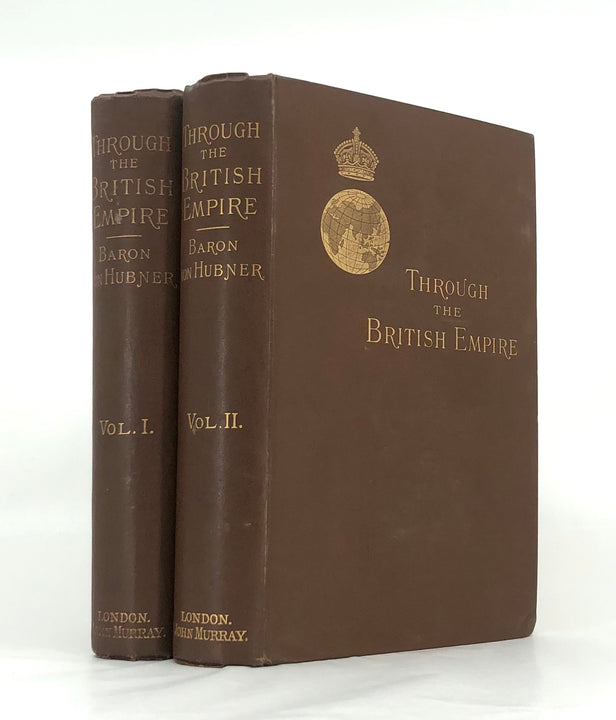 THROUGH
THE
BRITISH
EMPIRE
BARON
VON HUBNER
VOL. I.
LONDON.
JOHN MURRAY.
THROUGH
THE
BRITISH
EMPIRE
BARON
VON HUBNER
VOL. II.
LONDON.
JOHN MURRAY.
THROUGH
THE
BRITISH EMPIRE